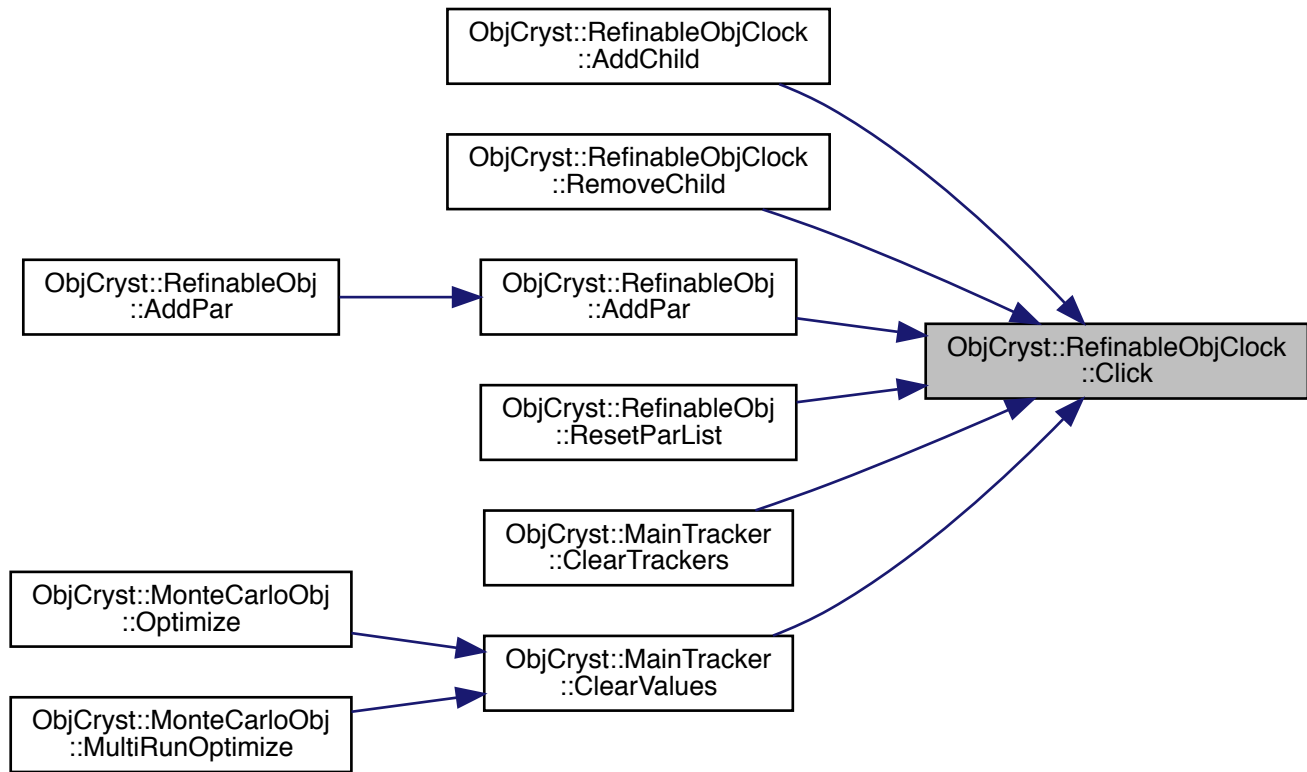 ObjCryst::RefinableObjClock
::AddChild
ObjCryst::RefinableObjClock
::RemoveChild
ObjCryst::RefinableObj
::AddPar
ObjCryst::RefinableObj
::AddPar
ObjCryst::RefinableObjClock
::Click
ObjCryst::RefinableObj
::ResetParList
ObjCryst::MainTracker
::ClearTrackers
ObjCryst::MonteCarloObj
::Optimize
ObjCryst::MainTracker
::ClearValues
ObjCryst::MonteCarloObj
::MultiRunOptimize